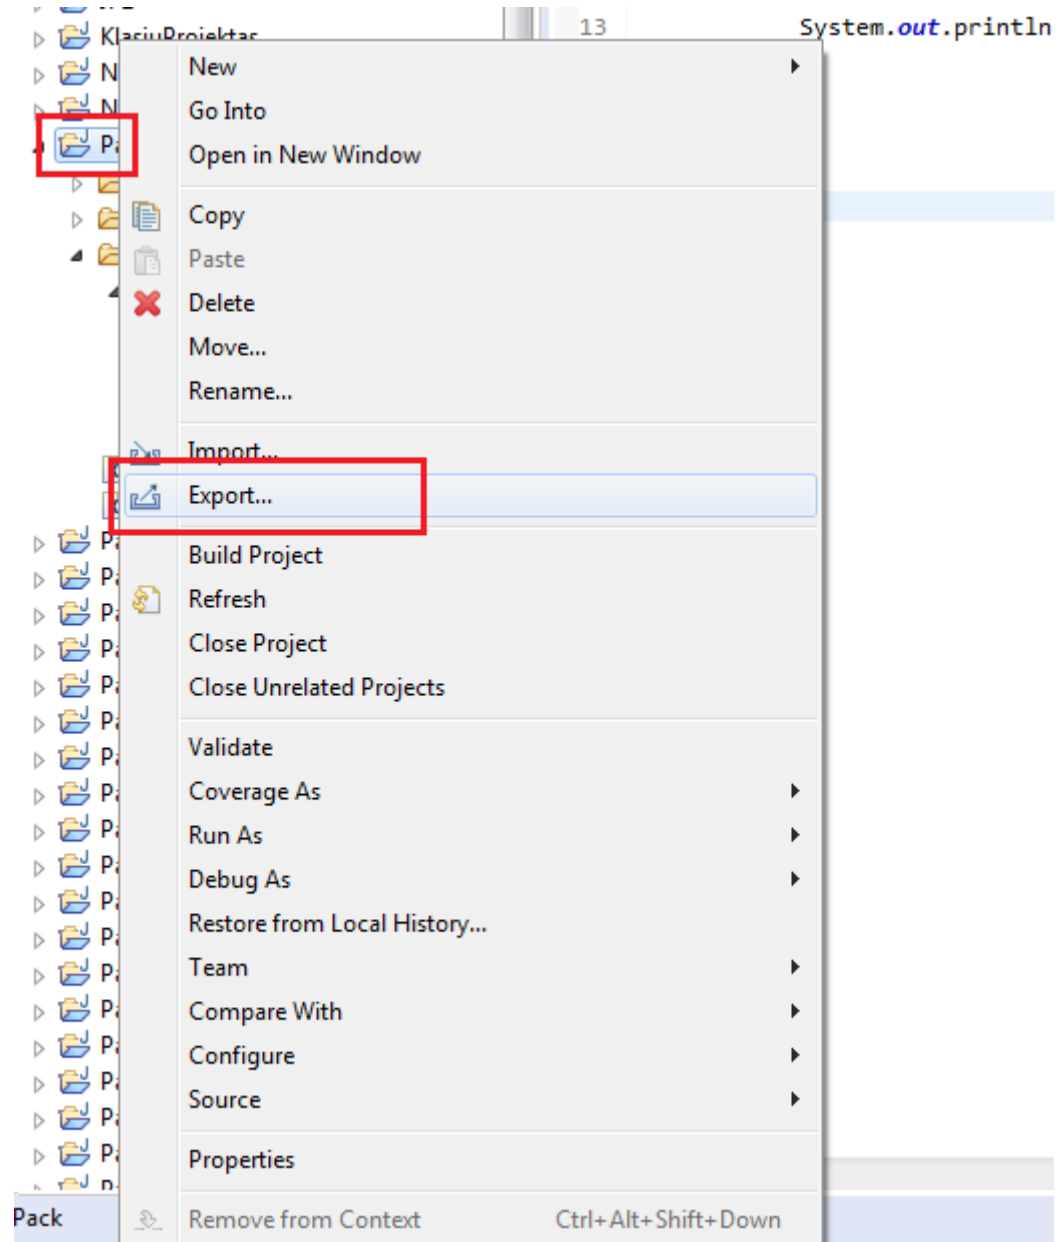 KlasiuProjektas
13 System.out.println
New
Go Into
Open in New Window
Copy
Paste
Delete
Move...
Rename...
Import...
Export...
Build Project
Refresh
Close Project
Close Unrelated Projects
Validate
Coverage As
Run As
Debug As
Restore from Local History...
Team
Compare With
Configure
Source
Properties
Pack
Remove from Context Ctrl+Alt+Shift+Down